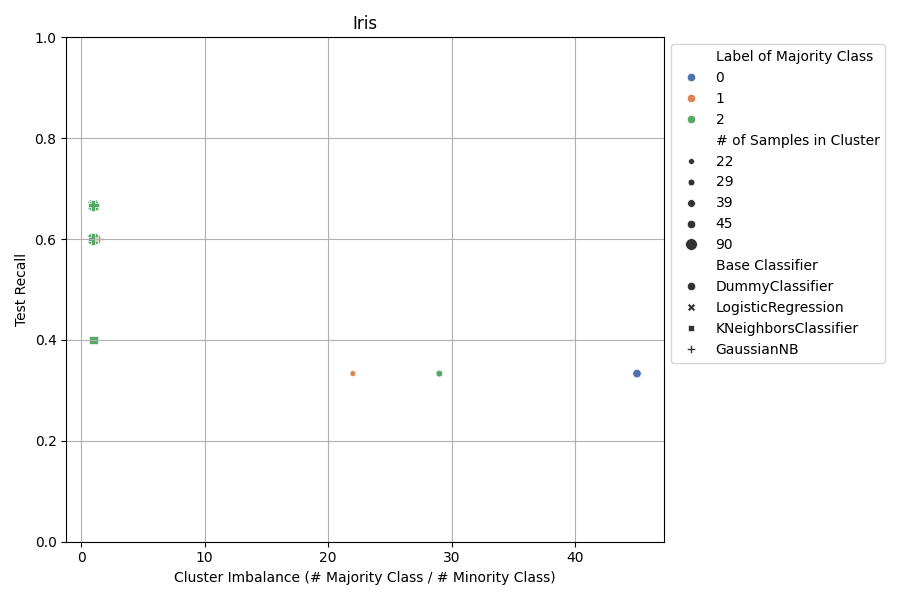 Iris
1.0
0.8
0.6
0.4
0.2
0.0
Test Recall
0
10
20
30
40
Cluster Imbalance (# Majority Class / # Minority Class)
Label of Majority Class
0
1
2
# of Samples in Cluster
22
29
39
45
90
Base Classifier
DummyClassifier
LogisticRegression
KNeighborsClassifier
GaussianNB